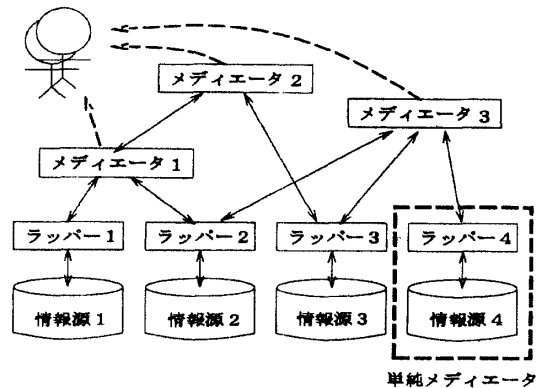 メディエータ2
メディエータ3
メディエータ1
ラッパー1
ラッパー2
ラッパー3
ラッパー4
情報源1
情報源2
情報源3
情報源4
単純メディエータ